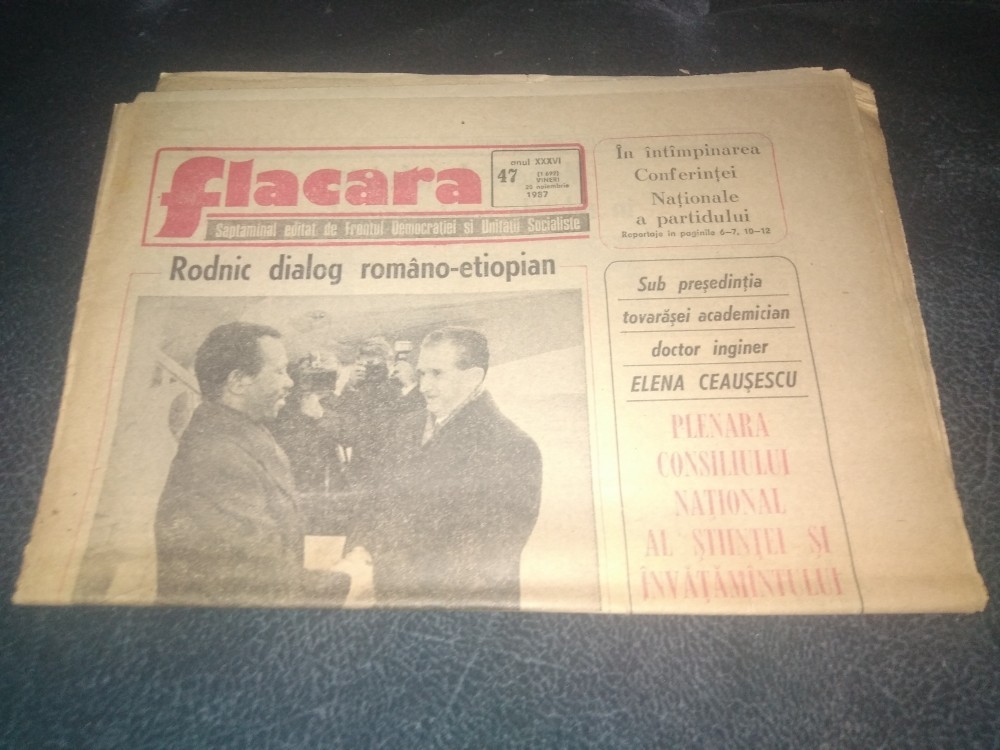 flacara
anul XXXVI
47
VINERI
noiembrie
1987
Săptămînal editat de Frontul Democrației și Unității Socialiste
În întîmpinarea
Conferinței
Naționale
a partidului
Reportaje în paginile 6—7, 10—12
Rodnic dialog româno-etiopian
Sub președinția
tovarășei academician
doctor inginer
ELENA CEAUȘESCU
PLENARA
CONSILIULUI
NAȚIONAL
AL ȘTIINȚEI ȘI
ÎNVĂȚĂMÎNTULUI